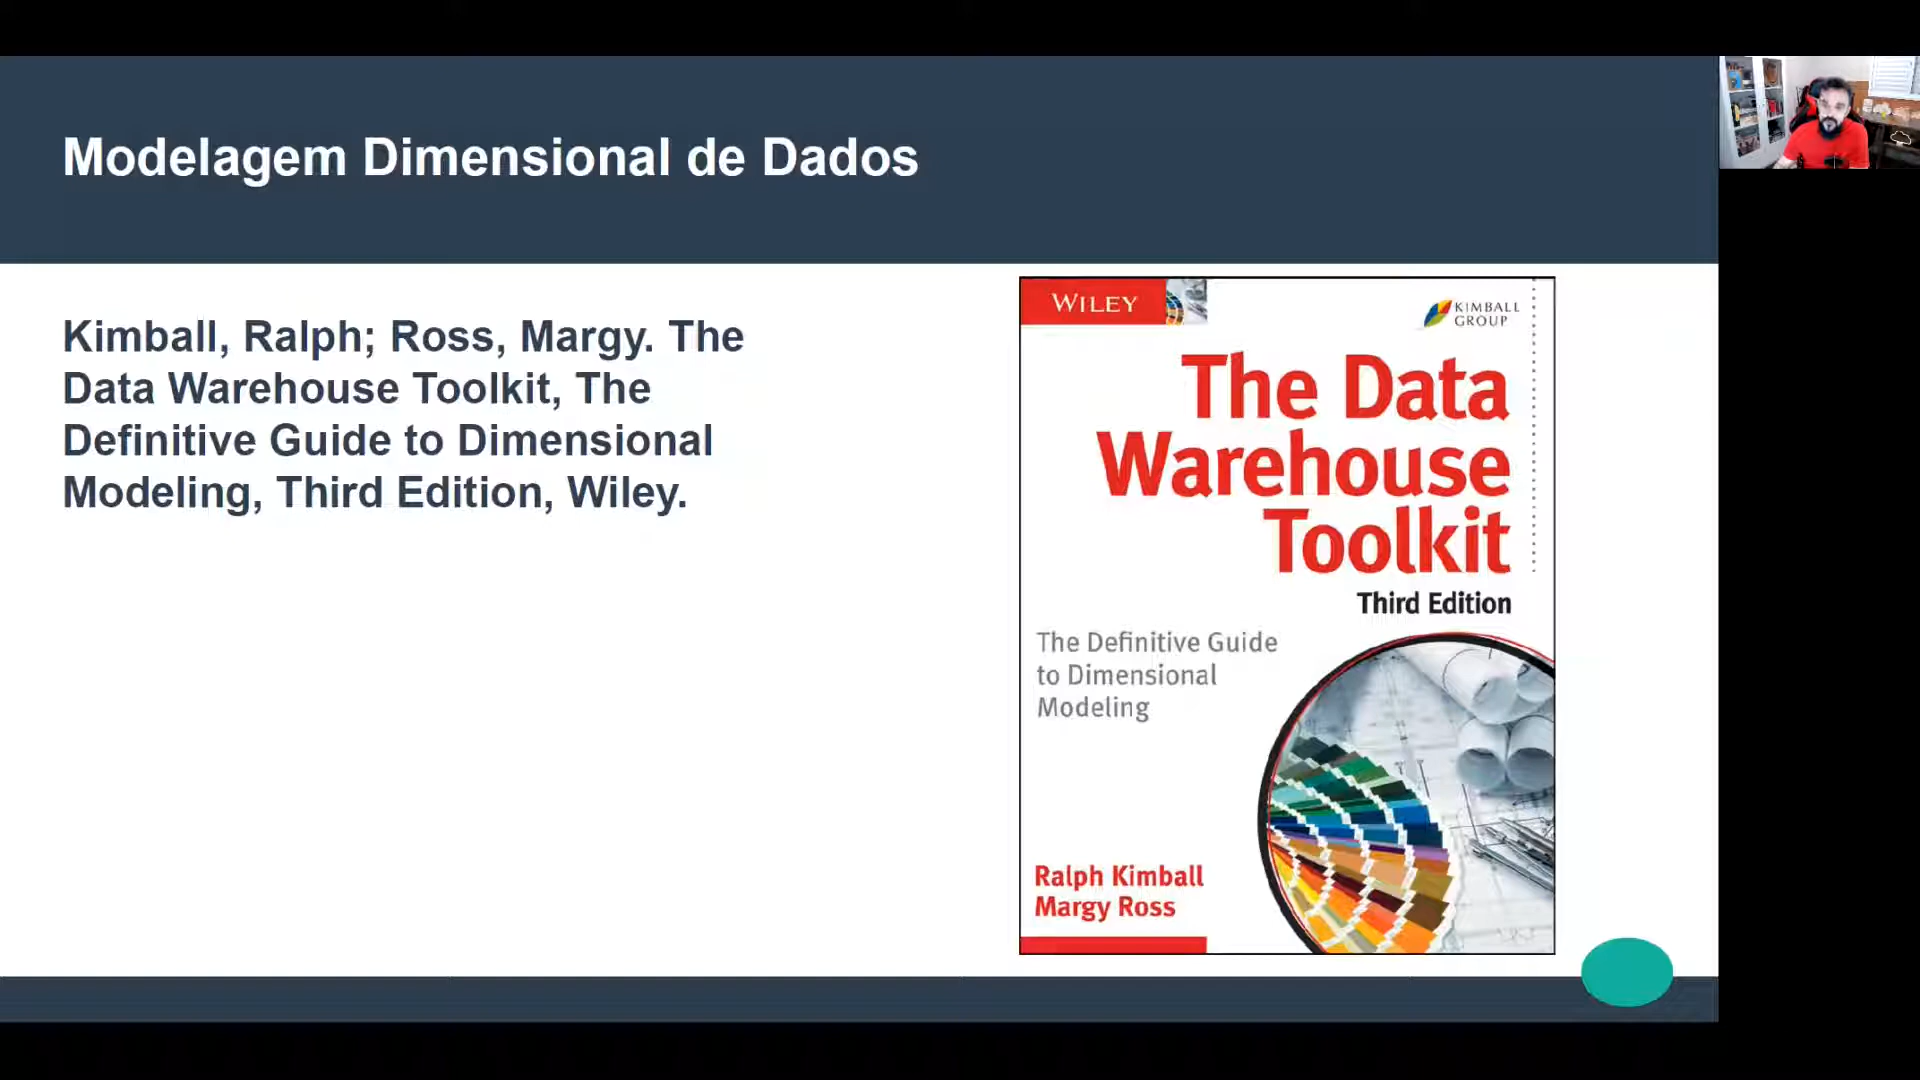 Modelagem Dimensional de Dados
Kimball, Ralph; Ross, Margy. The
Data Warehouse Toolkit, The
Definitive Guide to Dimensional
Modeling, Third Edition, Wiley.
WILEY
KIMBALL
GROUP
The Data
Warehouse
Toolkit
Third Edition
The Definitive Guide
to Dimensional
Modeling
Ralph Kimball
Margy Ross